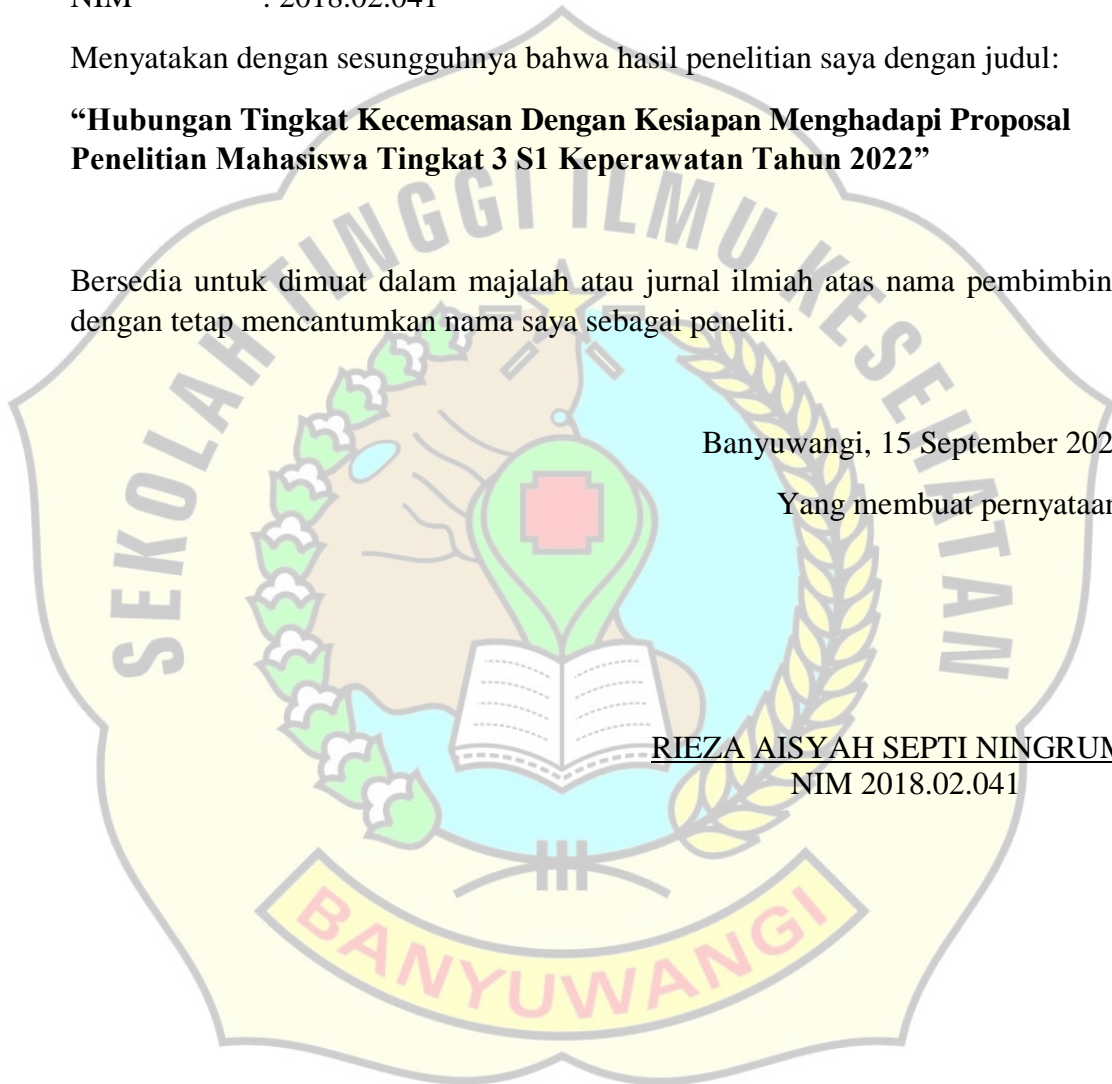 NIM : 2018.02.041
Menyatakan dengan sesungguhnya bahwa hasil penelitian saya dengan judul:
“Hubungan Tingkat Kecemasan Dengan Kesiapan Menghadapi Proposal
Penelitian Mahasiswa Tingkat 3 S1 Keperawatan Tahun 2022”
Bersedia untuk dimuat dalam majalah atau jurnal ilmiah atas nama
dengan tetap mencantumkan nama saya sebagai peneliti.
Banyuwangi, 15 September
Yang membuat pernyataan
RIEZA AISYAH SEPTI NINGRUM
NIM 2018.02.041
SEKOLAH TINGGI ILMU KESEHATAN
BANYUWANGI